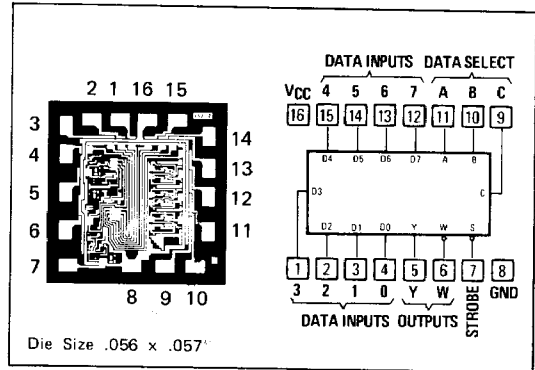 2 1 16 15
3
14
4
13
5
12
6
11
7
8 9 10
Die Size .056 x .057"
DATA INPUTS DATA SELECT
VCC 4 5 6 7 A B C
16 15 14 13 12 11 10 9
D4 D5 D6 D7 A B
D3
C
D2 D1 D0 Y W S
1 2 3 4 5 6 7 8
3 2 1 0 Y W STROBE GND
DATA INPUTS OUTPUTS